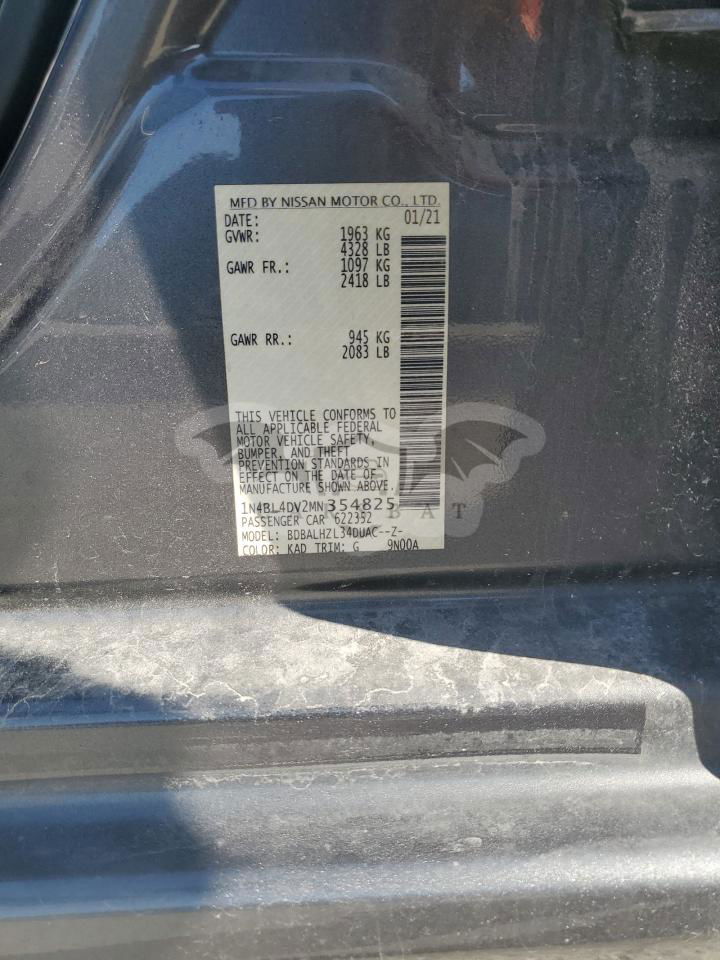 MFD BY NISSAN MOTOR CO., LTD.
DATE: 01/21
GVWR: 1963 KG
4328 LB
GAWR FR.: 1097 KG
2418 LB
GAWR RR.: 945 KG
2083 LB
THIS VEHICLE CONFORMS TO
ALL APPLICABLE FEDERAL
MOTOR VEHICLE SAFETY,
BUMPER, AND THEFT
PREVENTION STANDARDS IN
EFFECT ON THE DATE OF
MANUFACTURE SHOWN ABOVE.
1N4BL4DV2MN354825
PASSENGER CAR 622352
MODEL: BDBALHZL34DUAC--Z-
COLOR: KAD TRIM: G 9N00A